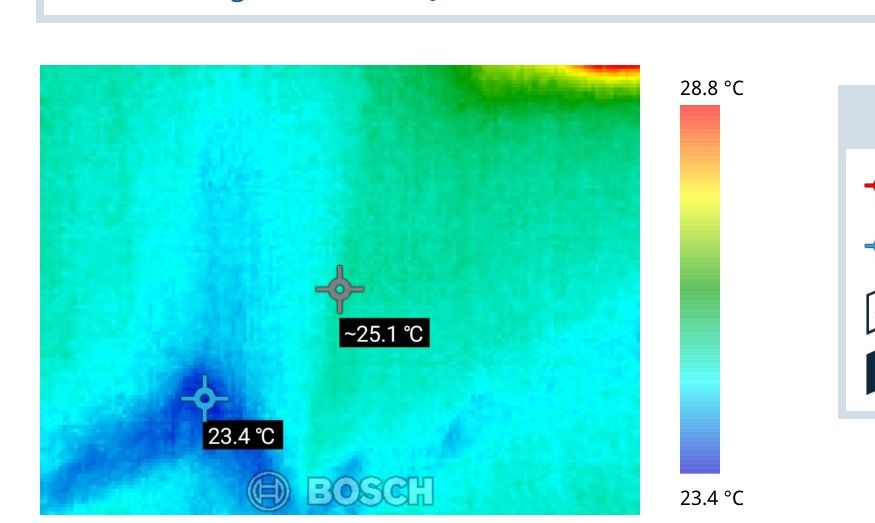 28.8 °C
~25.1 °C
23.4 °C
BOSCH
23.4 °C